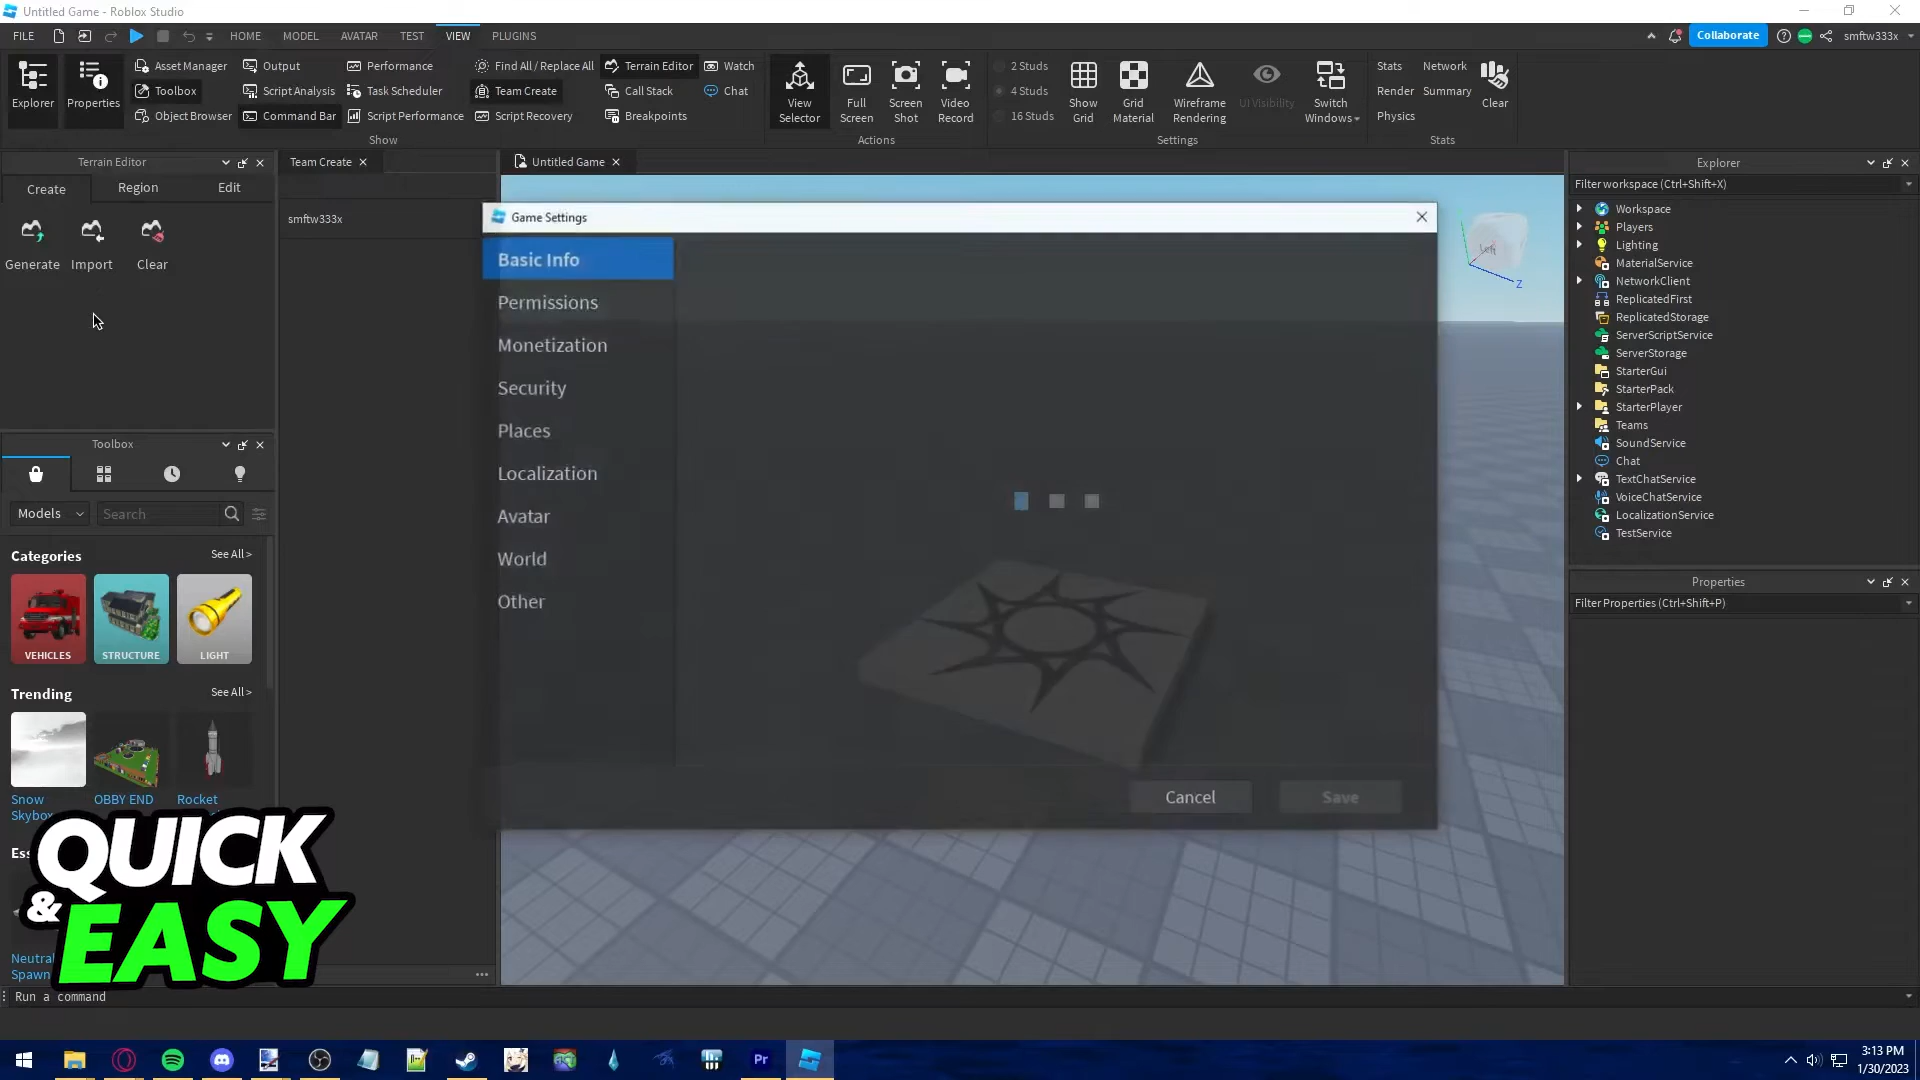 Untitled Game - Roblox Studio
FILE HOME MODEL AVATAR TEST VIEW PLUGINS Collaborate smftw333x
Explorer Properties
Asset Manager Output Performance Find All / Replace All Terrain Editor Watch
Toolbox Script Analysis Task Scheduler Team Create Call Stack Chat
Object Browser Command Bar Script Performance Script Recovery Breakpoints
Show
View Selector Full Screen Screen Shot Video Record
Actions
2 Studs
4 Studs
16 Studs
Show Grid Grid Material Wireframe Rendering UI Visibility Switch Windows
Settings
Stats Network
Render Summary
Physics
Clear
Stats
Terrain Editor
Create Region Edit
Generate Import Clear
Team Create
smftw333x
Untitled Game
Game Settings
Basic Info
Permissions
Monetization
Security
Places
Localization
Avatar
World
Other
Cancel Save
Left
Z
Toolbox
Models Search
Categories See All >
VEHICLES STRUCTURE LIGHT
Trending See All >
Snow Skybox
OBBY END
Rocket
Neutral Spawn
QUICK
& EASY
Run a command
Explorer
Filter workspace (Ctrl+Shift+X)
Workspace
Players
Lighting
MaterialService
NetworkClient
ReplicatedFirst
ReplicatedStorage
ServerScriptService
ServerStorage
StarterGui
StarterPack
StarterPlayer
Teams
SoundService
Chat
TextChatService
VoiceChatService
LocalizationService
TestService
Properties
Filter Properties (Ctrl+Shift+P)
Pr
3:13 PM
1/30/2023